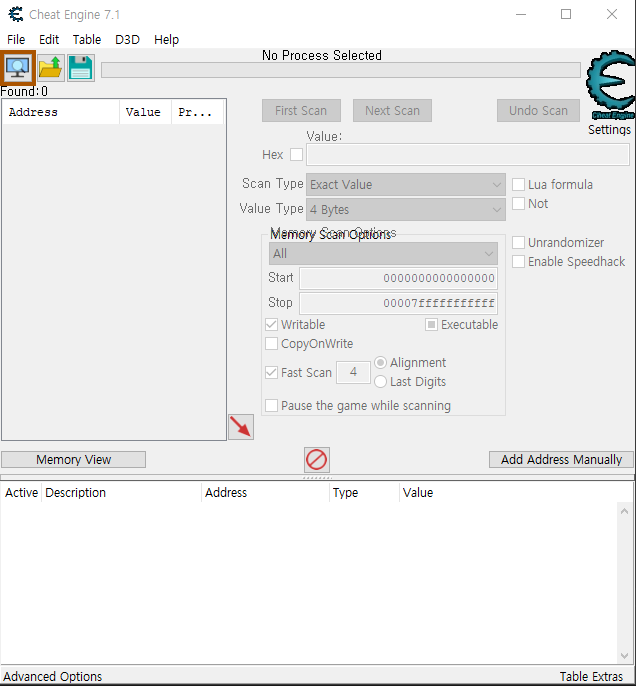 Cheat Engine 7.1
File Edit Table D3D Help
No Process Selected
Found:0
Address Value Pr...
First Scan Next Scan Undo Scan
Cheat Engine
Settings
Value:
Hex
Scan Type Exact Value
Lua formula
Value Type 4 Bytes
Not
Memory Scan Options
Memory Scan Options
All
Unrandomizer
Start 0000000000000000
Enable Speedhack
Stop 00007fffffffffff
Writable Executable
CopyOnWrite
Fast Scan 4 Alignment
Last Digits
Pause the game while scanning
Memory View Add Address Manually
Active Description Address Type Value
Advanced Options Table Extras